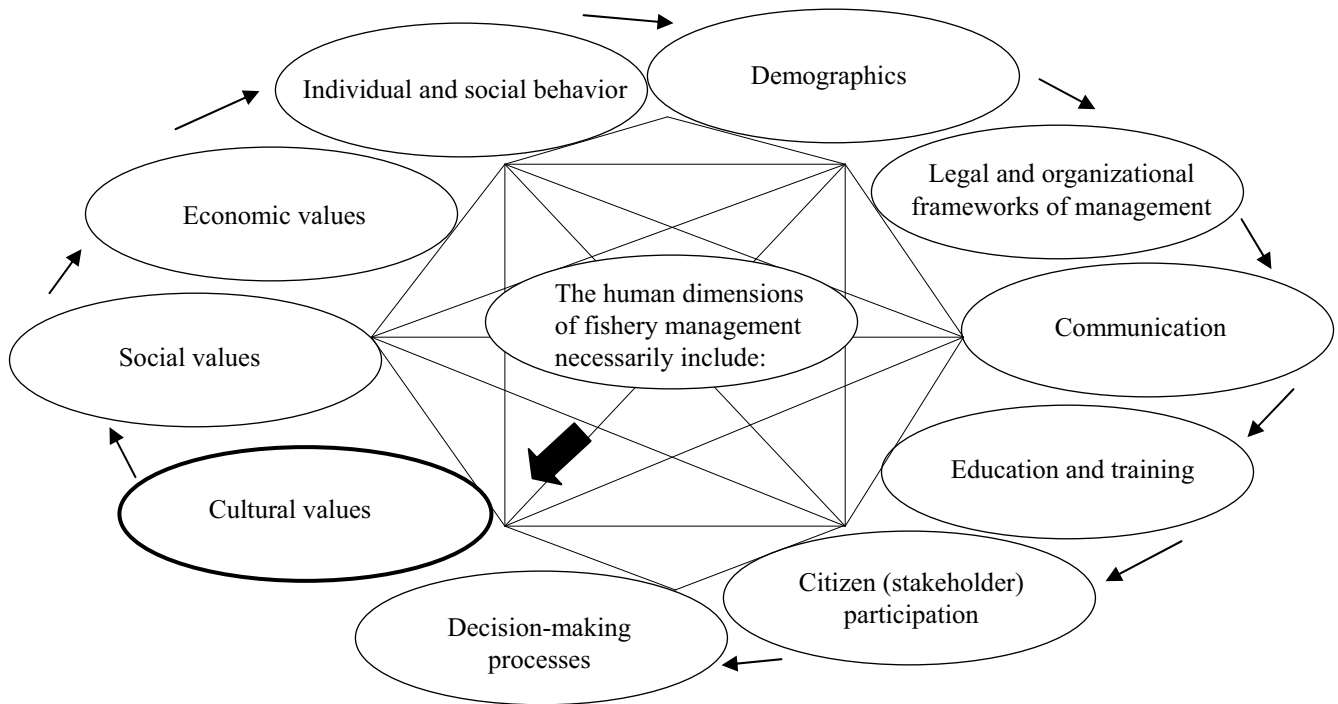 Individual and social behavior
Demographics
Legal and organizational
frameworks of management
Economic values
The human dimensions
of fishery management
necessarily include:
Communication
Social values
Education and training
Cultural values
Citizen (stakeholder)
participation
Decision-making
processes